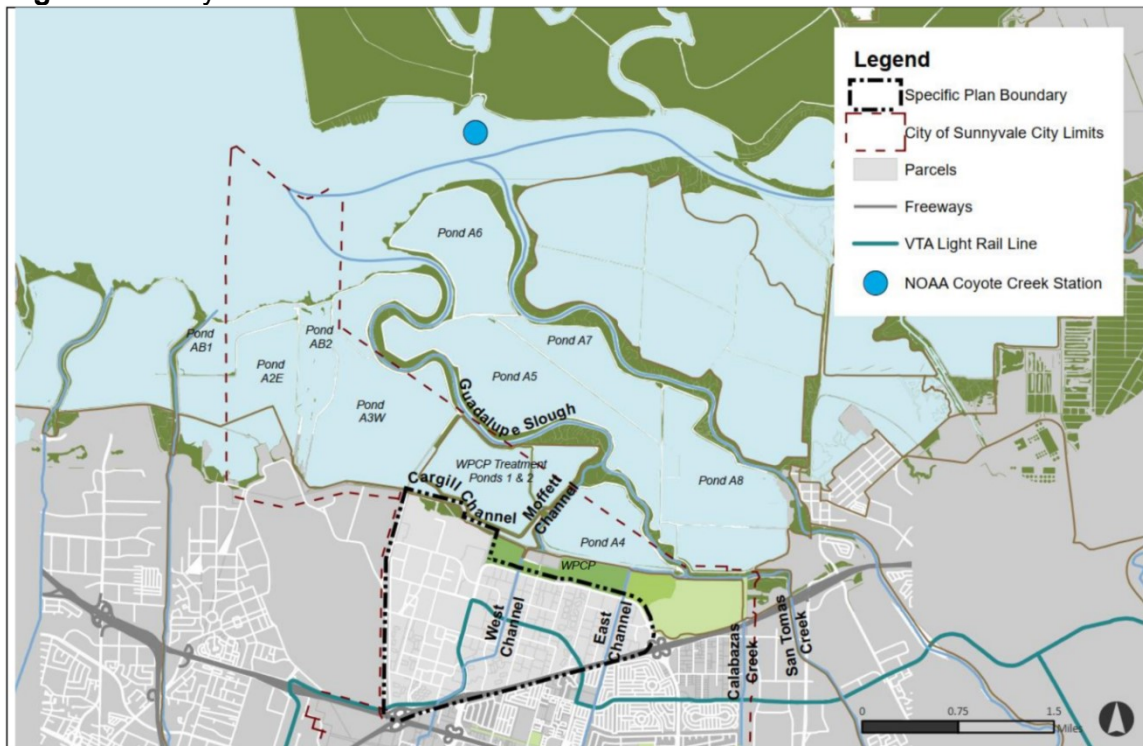 Legend
Specific Plan Boundary
City of Sunnyvale City Limits
Parcels
Freeways
VTA Light Rail Line
NOAA Coyote Creek Station
Pond A6
Pond
AB1
Pond
A2E
Pond
AB2
Pond A7
Pond A5
Pond
A3W
Guadalupe Slough
WPCP Treatment
Ponds 1 & 2
Pond A8
Cargill Channel
Moffett
Channel
Pond A4
WPCP
West
Channel
East
Channel
Calabazas
Creek
San Tomas
Creek
0 0.75 1.5
Miles